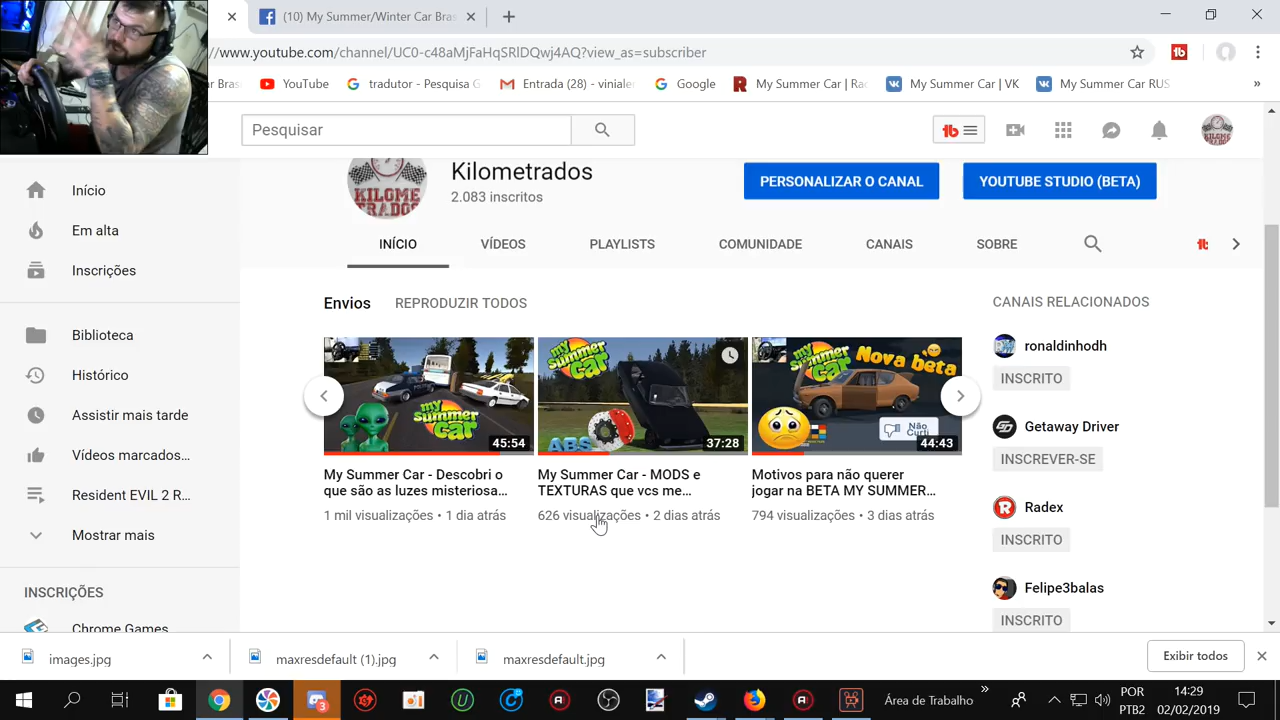 (10) My Summer/Winter Car Bras
//www.youtube.com/channel/UC0-c48aMjFaHqSRlDQwj4AQ?view_as=subscriber
ar Bras
YouTube
tradutor - Pesquisa G
Entrada (28) - vinialen
Google
My Summer Car | Rac
My Summer Car | VK
My Summer Car RUS
»
Pesquisar
Kilometrados
2.083 inscritos
PERSONALIZAR O CANAL
YOUTUBE STUDIO (BETA)
KILOME
TRADOS
Início
Em alta
Inscrições
Biblioteca
Histórico
Assistir mais tarde
Vídeos marcados...
Resident EVIL 2 R...
Mostrar mais
INSCRIÇÕES
Chrome Games
INÍCIO
VÍDEOS
PLAYLISTS
COMUNIDADE
CANAIS
SOBRE
Envios
REPRODUZIR TODOS
my
summer
car
45:54
my
summer
car
ABS
37:28
my
summer
car
Nova beta
Não
Curti
44:43
My Summer Car - Descobri o
que são as luzes misteriosa...
1 mil visualizações • 1 dia atrás
My Summer Car - MODS e
TEXTURAS que vcs me...
626 visualizações • 2 dias atrás
Motivos para não querer
jogar na BETA MY SUMMER...
794 visualizações • 3 dias atrás
CANAIS RELACIONADOS
ronaldinhodh
INSCRITO
Getaway Driver
INSCREVER-SE
Radex
INSCRITO
Felipe3balas
INSCRITO
images.jpg
maxresdefault (1).jpg
maxresdefault.jpg
Exibir todos
Área de Trabalho
»
POR
PTB2
14:29
02/02/2019